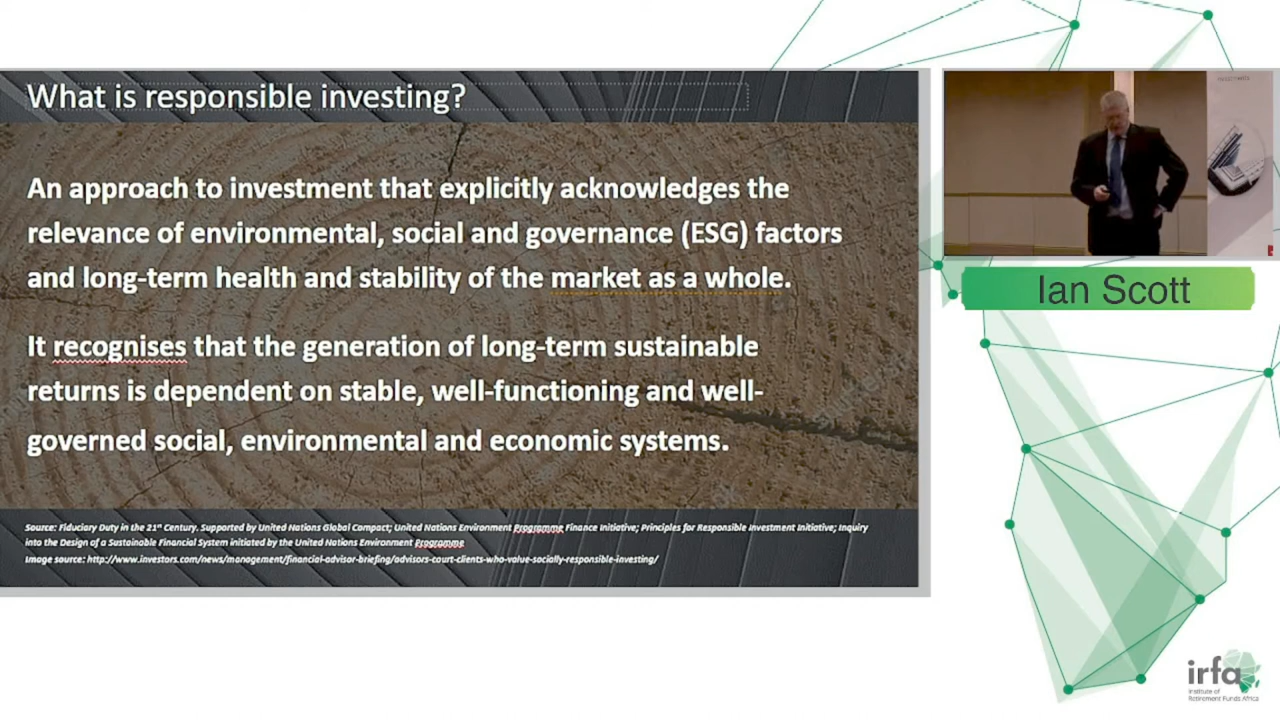 What is responsible investing?
An approach to investment that explicitly acknowledges the
relevance of environmental, social and governance (ESG) factors
and long-term health and stability of the market as a whole.
It recognises that the generation of long-term sustainable
returns is dependent on stable, well-functioning and well-
governed social, environmental and economic systems.
Source: Fiduciary Duty in the 21st Century. Supported by United Nations Global Compact; United Nations Environment Programme Finance Initiative; Principles for Responsible Investment Initiative; Inquiry
into the Design of a Sustainable Financial System initiated by the United Nations Environment Programme
Image source: http://www.investors.com/news/management/financial-advisor-briefing/advisors-court-clients-who-value-socially-responsible-investing/
Ian Scott
irfa
Institute of
Retirement Funds Africa